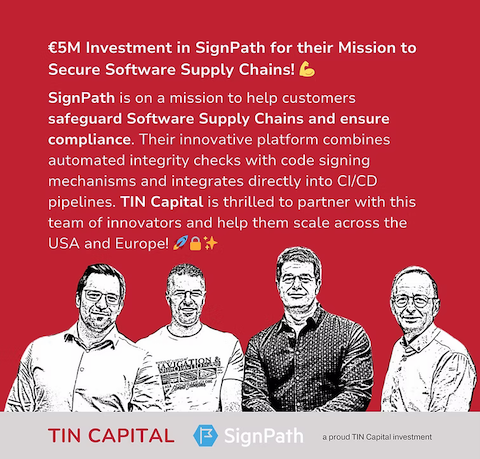 €5M Investment in SignPath for their Mission to
Secure Software Supply Chains! 💪
SignPath is on a mission to help customers
safeguard Software Supply Chains and ensure
compliance. Their innovative platform combines
automated integrity checks with code signing
mechanisms and integrates directly into CI/CD
pipelines. TIN Capital is thrilled to partner with this
team of innovators and help them scale across the
USA and Europe! 🚀🔒✨
TIN CAPITAL SignPath a proud TIN Capital investment